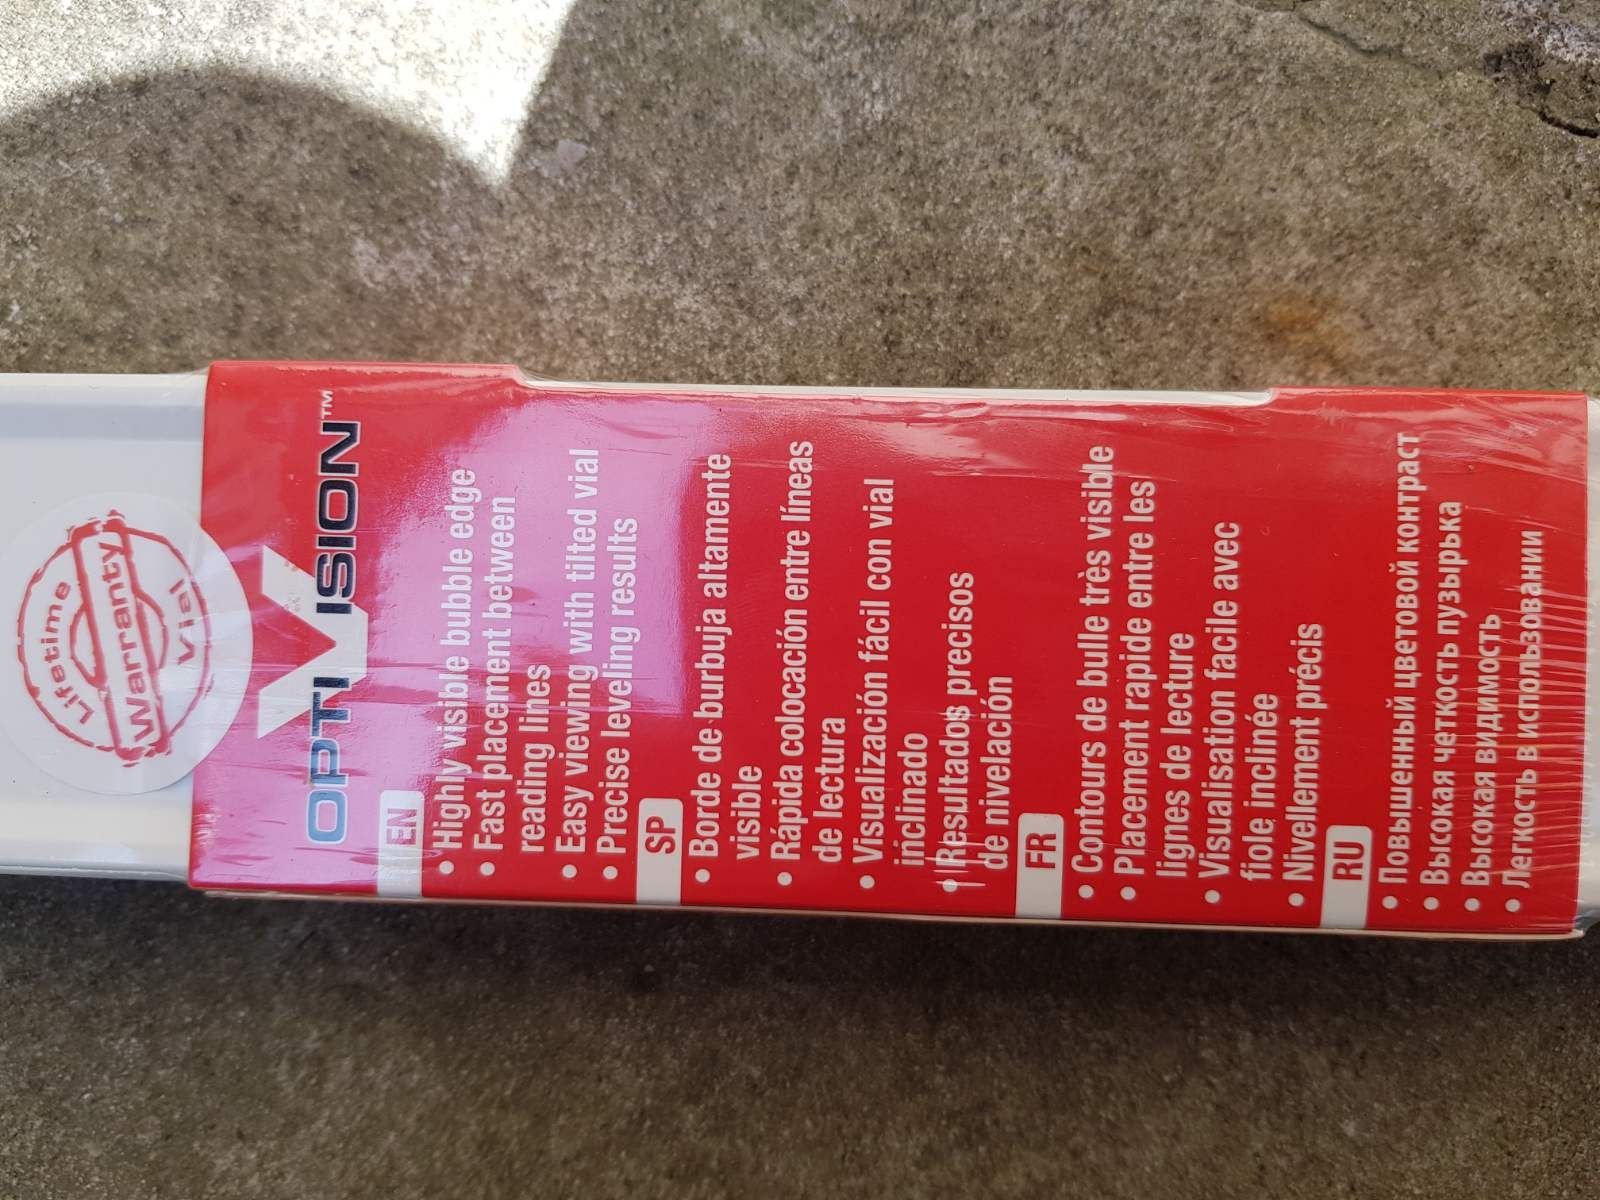 Lifetime
Warranty
Vial
OPTIVISION™
EN
• Highly visible bubble edge
• Fast placement between
reading lines
• Easy viewing with tilted vial
• Precise leveling results
SP
• Borde de burbuja altamente
visible
• Rápida colocación entre líneas
de lectura
• Visualización fácil con vial
inclinado
• Resultados precisos
de nivelación
FR
• Contours de bulle très visible
• Placement rapide entre les
lignes de lecture
• Visualisation facile avec
fiole inclinée
• Nivellement précis
RU
• Повышенный цветовой контраст
• Высокая четкость пузырька
• Высокая видимость
• Легкость в использовании